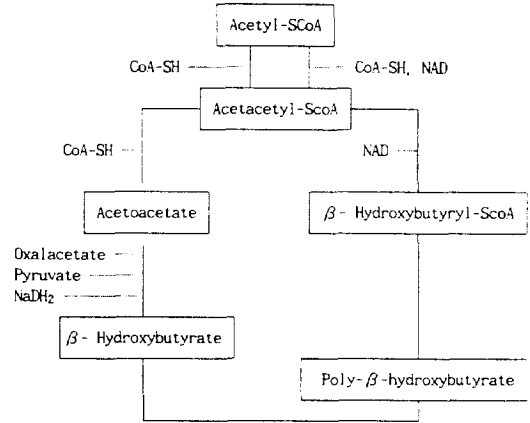 Acetyl-SCoA
CoA-SH
CoA-SH, NAD
Acetacetyl-ScoA
CoA-SH
NAD
Acetoacetate
β- Hydroxybutyryl-ScoA
Oxalacetate
Pyruvate
NaDH2
β- Hydroxybutyrate
Poly-β-hydroxybutyrate